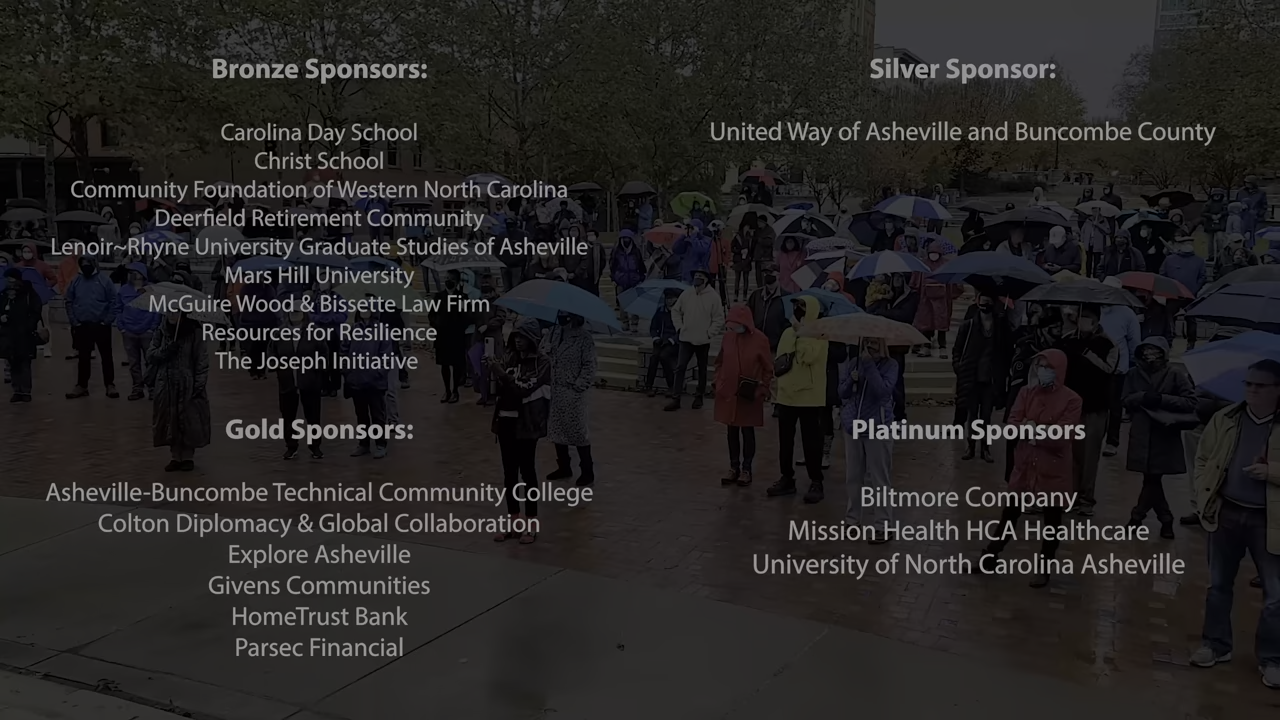 Bronze Sponsors:
Carolina Day School
Christ School
Community Foundation of Western North Carolina
Deerfield Retirement Community
Lenoir~Rhyne University Graduate Studies of Asheville
Mars Hill University
McGuire Wood & Bissette Law Firm
Resources for Resilience
The Joseph Initiative
Silver Sponsor:
United Way of Asheville and Buncombe County
Gold Sponsors:
Asheville-Buncombe Technical Community College
Colton Diplomacy & Global Collaboration
Explore Asheville
Givens Communities
HomeTrust Bank
Parsec Financial
Platinum Sponsors
Biltmore Company
Mission Health HCA Healthcare
University of North Carolina Asheville